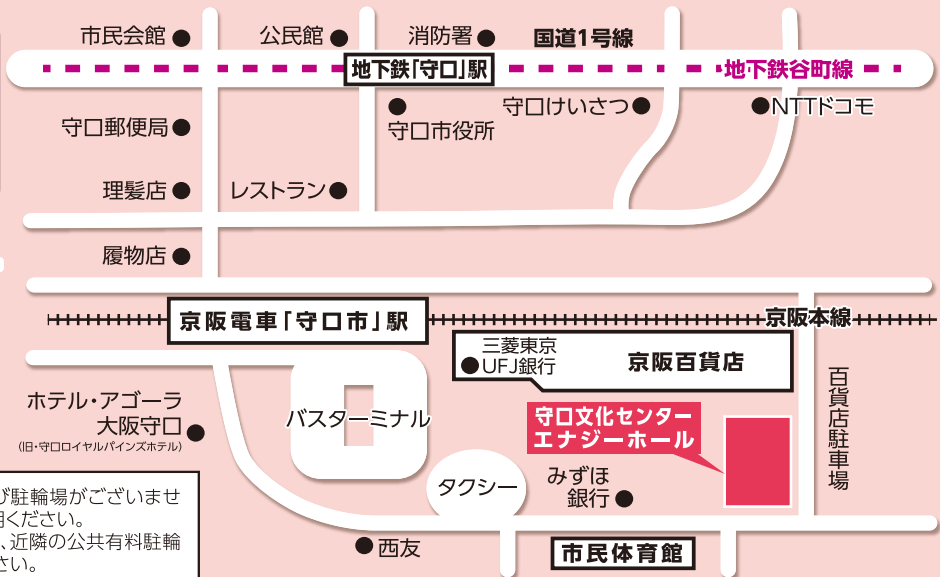 市民会館
公民館
消防署
国道1号線
地下鉄「守口」駅
地下鉄谷町線
守口けいさつ
NTTドコモ
守口市役所
守口郵便局
理髪店
レストラン
履物店
京阪電車「守口市」駅
京阪本線
三菱東京
UFJ銀行
京阪百貨店
百貨店駐車場
ホテル・アゴーラ
大阪守口
(旧・守口ロイヤルパインズホテル)
バスターミナル
守口文化センター
エナジーホール
タクシー
みずほ
銀行
び駐輪場がございませ
用ください。
、近隣の公共有料駐輪
さい。
西友
市民体育館